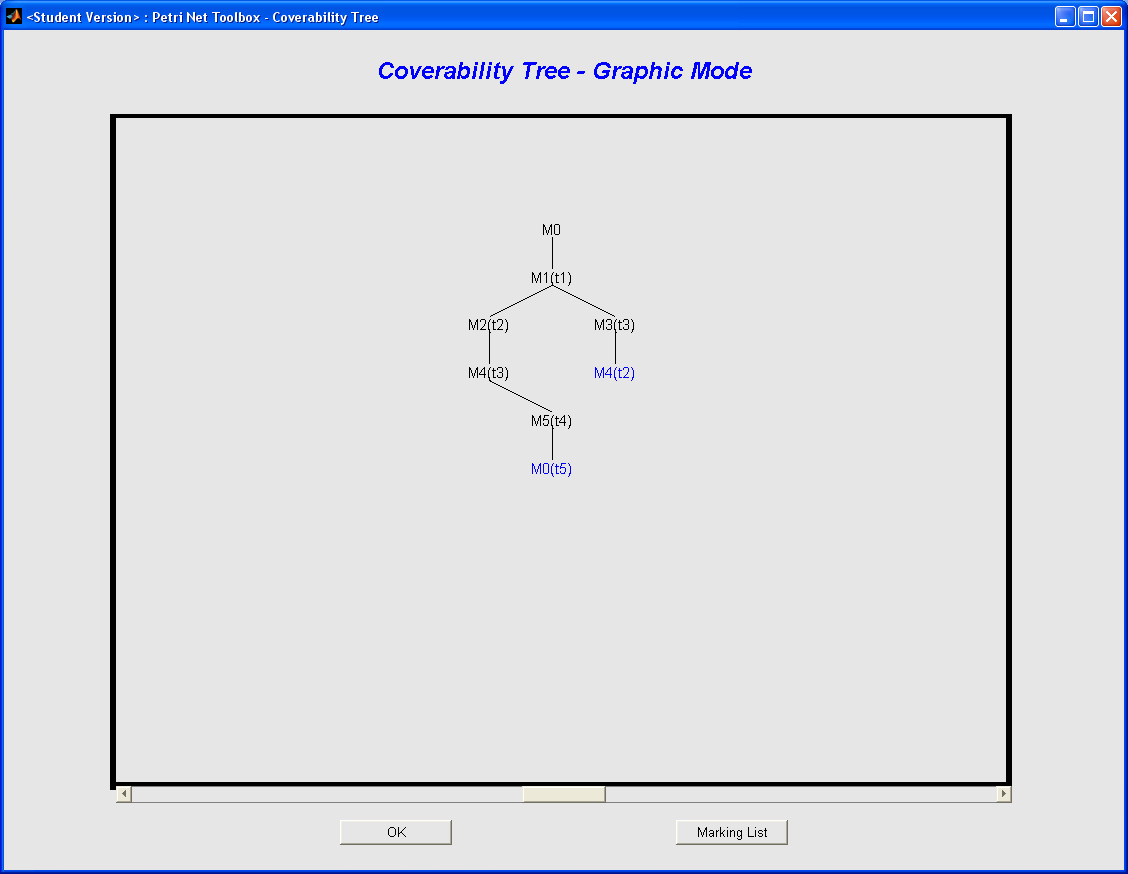 <Student Version> : Petri Net Toolbox - Coverability Tree
Coverability Tree - Graphic Mode
M0
M1(t1)
M2(t2) M3(t3)
M4(t3) M4(t2)
M5(t4)
M0(t5)
OK Marking List